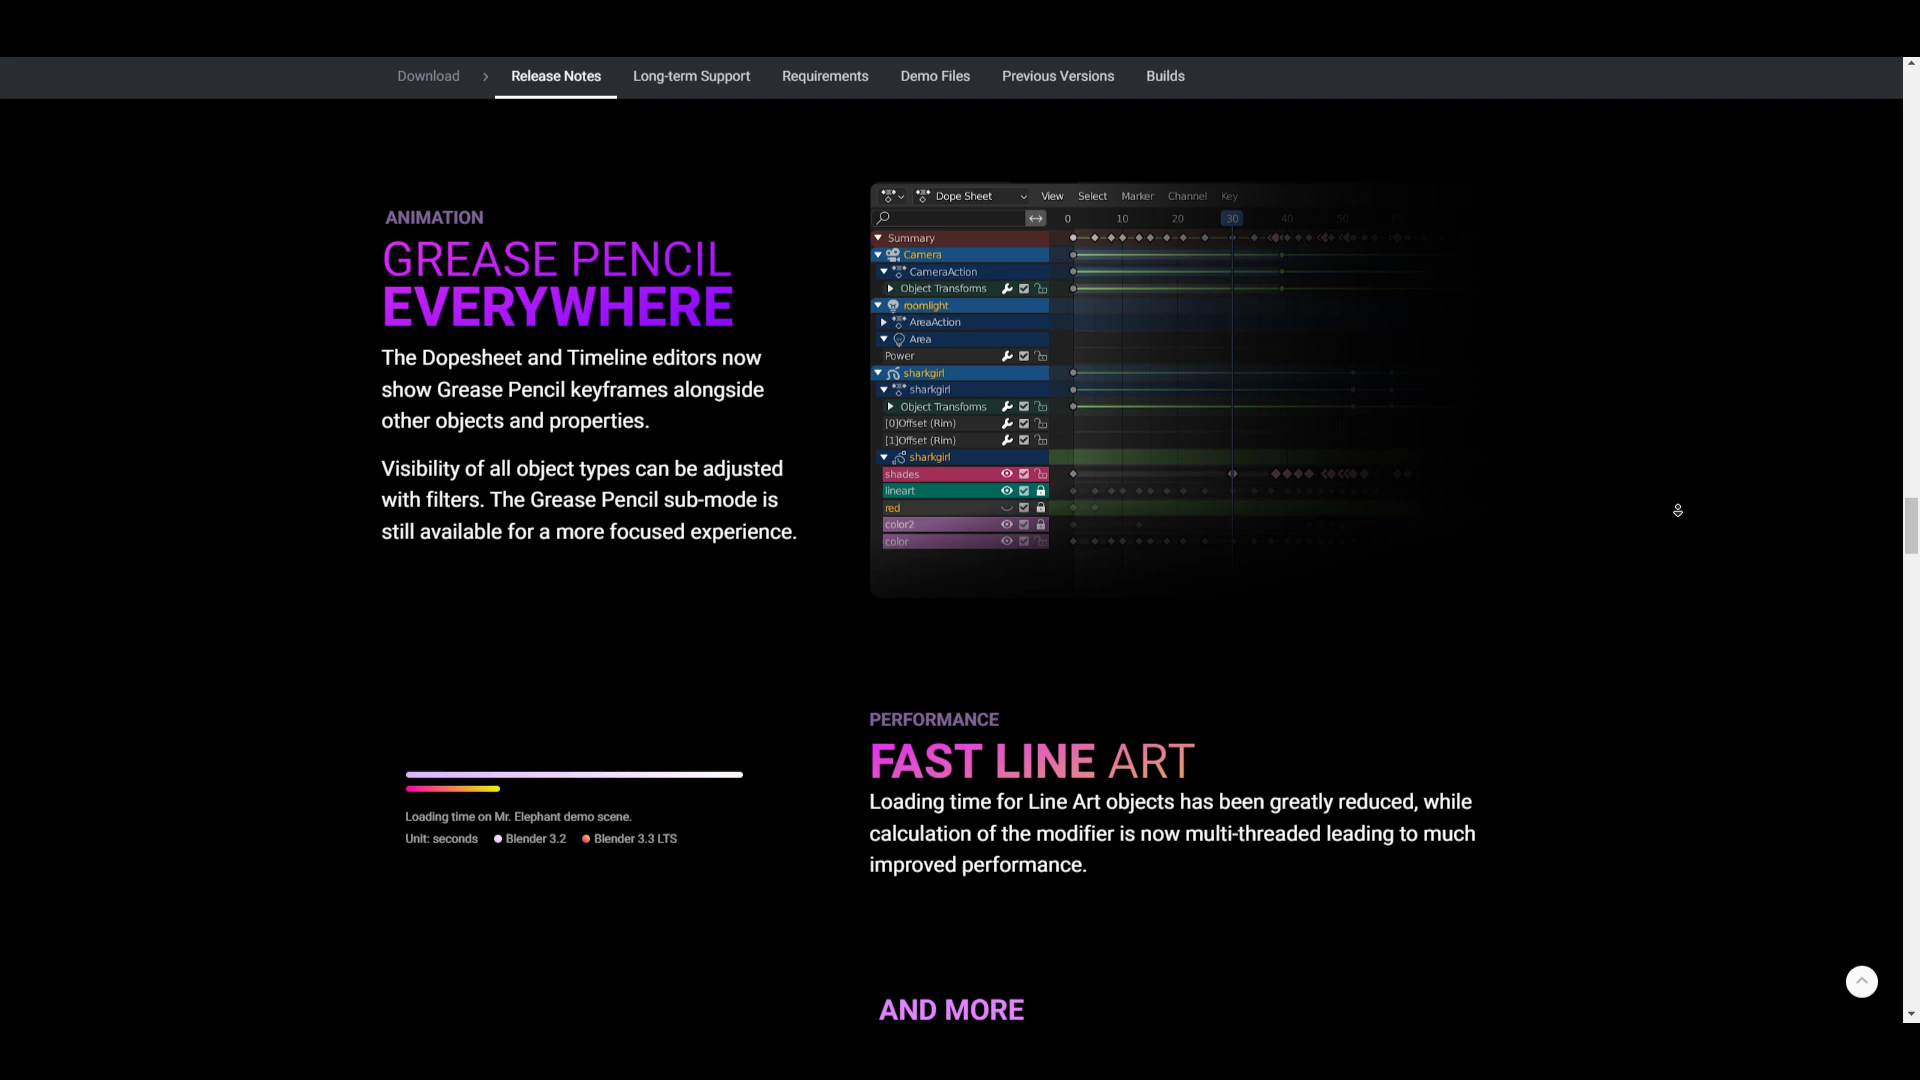 Download
Release Notes
Long-term Support
Requirements
Demo Files
Previous Versions
Builds
ANIMATION
GREASE PENCIL
EVERYWHERE
The Dopesheet and Timeline editors now
show Grease Pencil keyframes alongside
other objects and properties.
Visibility of all object types can be adjusted
with filters. The Grease Pencil sub-mode is
still available for a more focused experience.
Dope Sheet View Select Marker Channel Key
0 10 20 30 40 50
Summary
Camera
CameraAction
Object Transforms
roomlight
AreaAction
Area
Power
sharkgirl
sharkgirl
Object Transforms
[0]Offset (Rim)
[1]Offset (Rim)
sharkgirl
shades
lineart
red
color2
color
Loading time on Mr. Elephant demo scene.
Unit: seconds Blender 3.2 Blender 3.3 LTS
PERFORMANCE
FAST LINE ART
Loading time for Line Art objects has been greatly reduced, while
calculation of the modifier is now multi-threaded leading to much
improved performance.
AND MORE